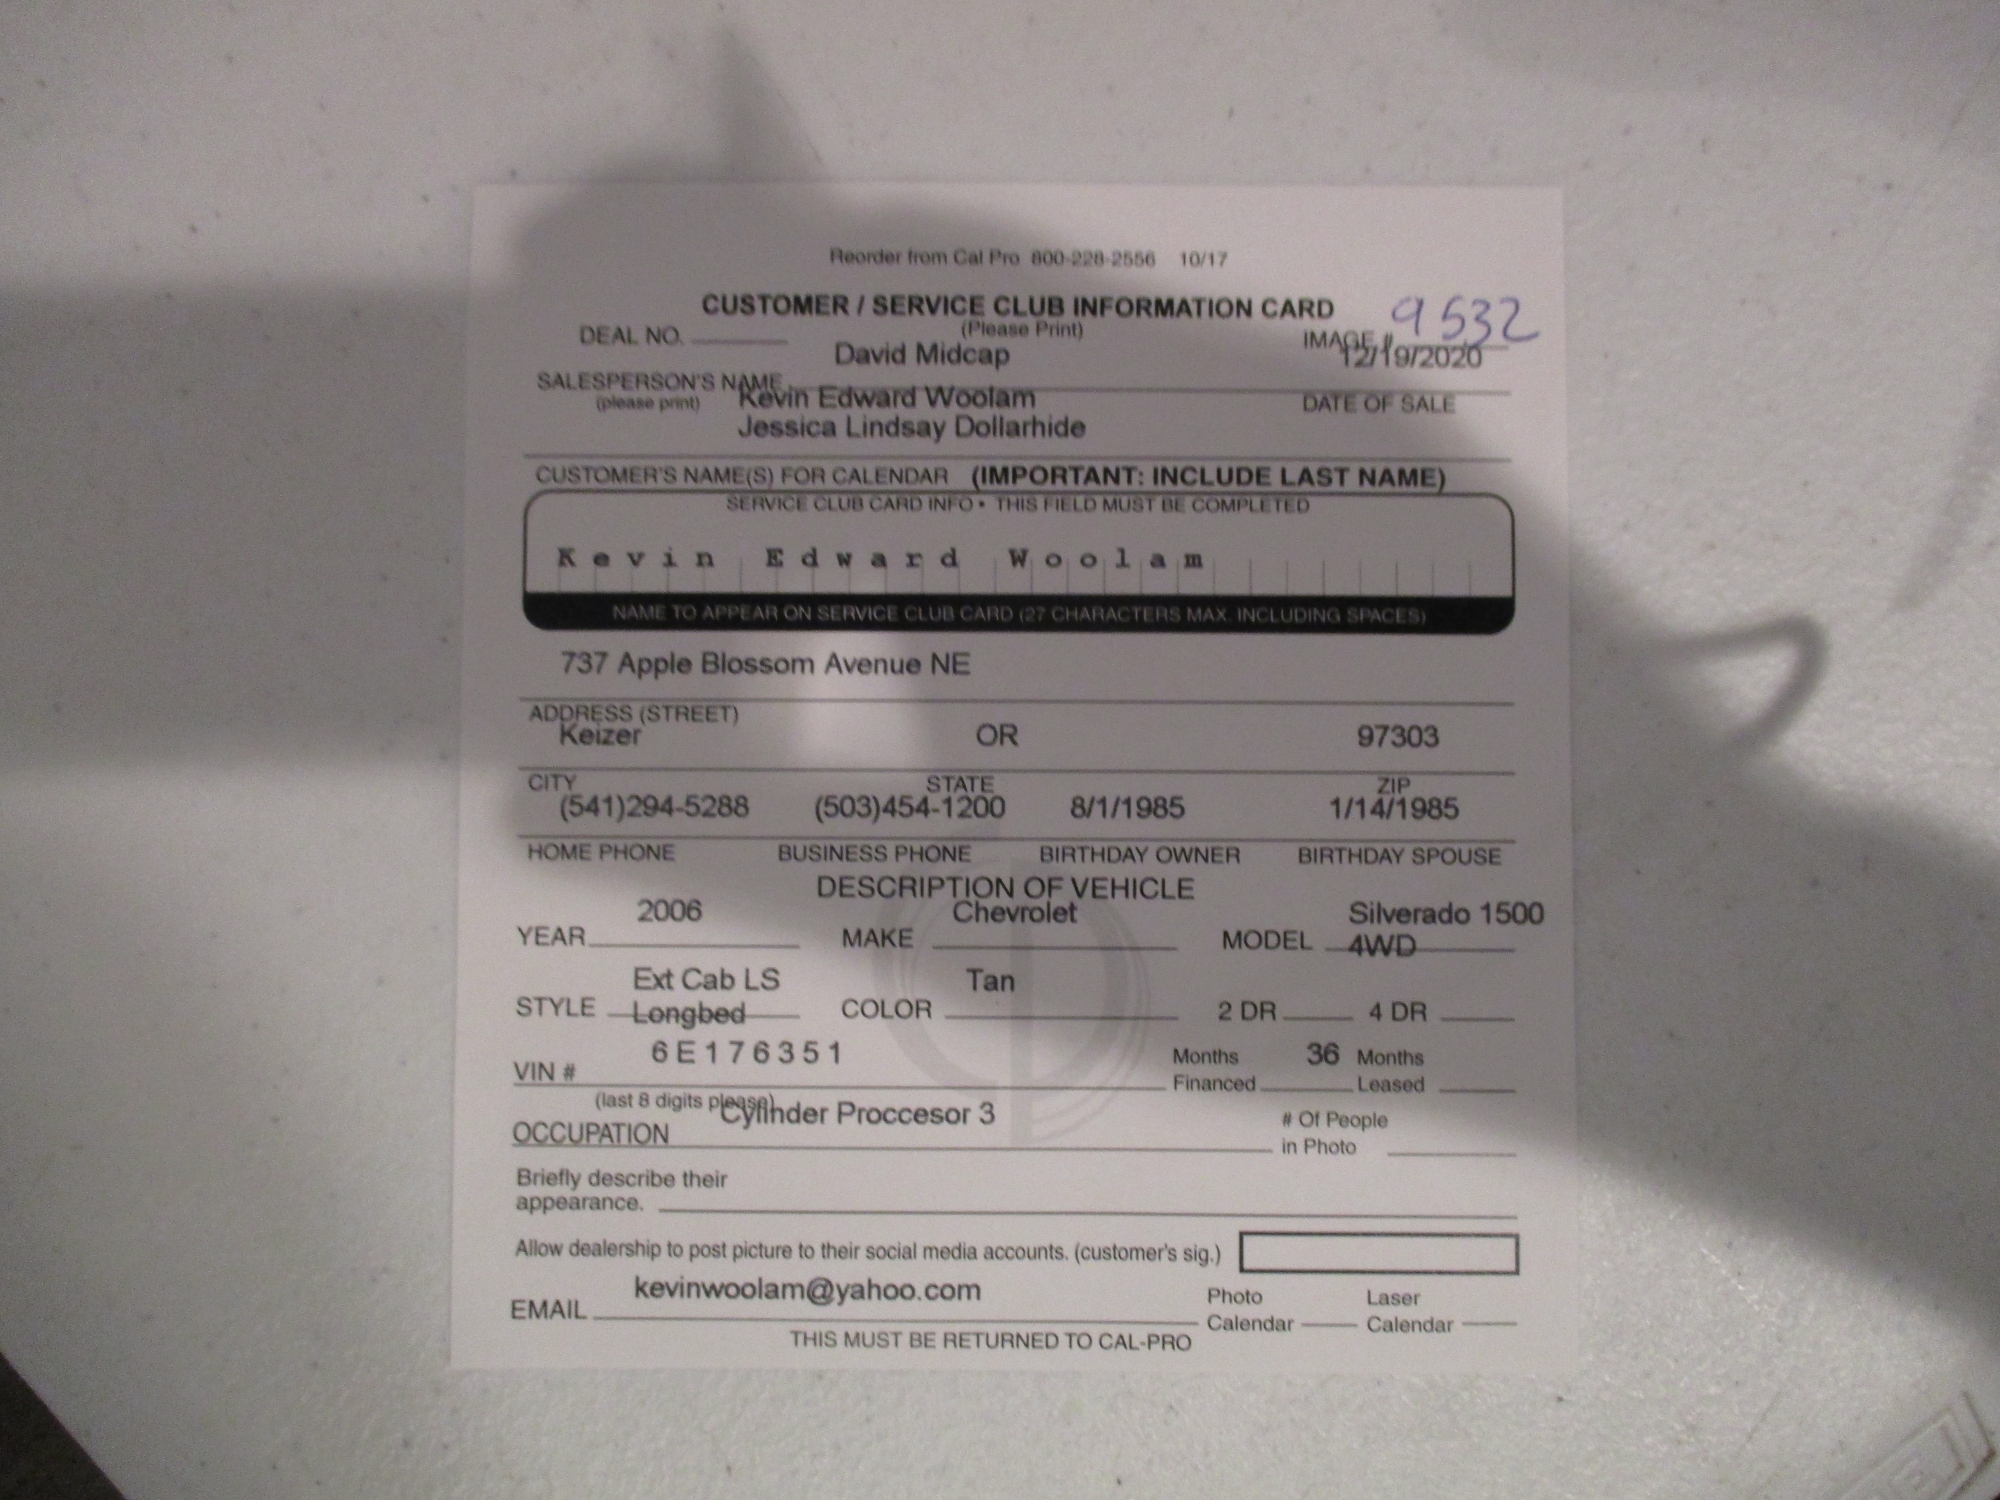 Reorder from Cal Pro 800-228-2556 10/17
CUSTOMER / SERVICE CLUB INFORMATION CARD
(Please Print)
DEAL NO. IMAGE # 9532
David Midcap 12/19/2020
SALESPERSON'S NAME
(please print) DATE OF SALE
Kevin Edward Woolam
Jessica Lindsay Dollarhide
CUSTOMER'S NAME(S) FOR CALENDAR (IMPORTANT: INCLUDE LAST NAME)
SERVICE CLUB CARD INFO • THIS FIELD MUST BE COMPLETED
Kevin Edward Woolam
NAME TO APPEAR ON SERVICE CLUB CARD (27 CHARACTERS MAX. INCLUDING SPACES)
737 Apple Blossom Avenue NE
ADDRESS (STREET)
Keizer OR 97303
CITY STATE ZIP
(541)294-5288 (503)454-1200 8/1/1985 1/14/1985
HOME PHONE BUSINESS PHONE BIRTHDAY OWNER BIRTHDAY SPOUSE
DESCRIPTION OF VEHICLE
2006 Chevrolet Silverado 1500
YEAR MAKE MODEL 4WD
Ext Cab LS Tan
STYLE Longbed COLOR 2 DR 4 DR
6E176351 Months 36 Months
VIN # Financed Leased
(last 8 digits please)
Cylinder Proccesor 3 # Of People
OCCUPATION in Photo
Briefly describe their
appearance.
Allow dealership to post picture to their social media accounts. (customer's sig.)
kevinwoolam@yahoo.com Photo Laser
EMAIL Calendar Calendar
THIS MUST BE RETURNED TO CAL-PRO